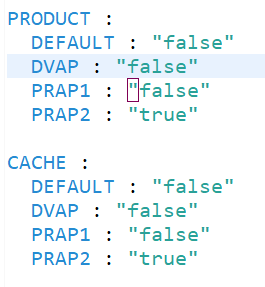 PRODUCT :
  DEFAULT : "false"
  DVAP : "false"
  PRAP1 : "false"
  PRAP2 : "true"

CACHE :
  DEFAULT : "false"
  DVAP : "false"
  PRAP1 : "false"
  PRAP2 : "true"